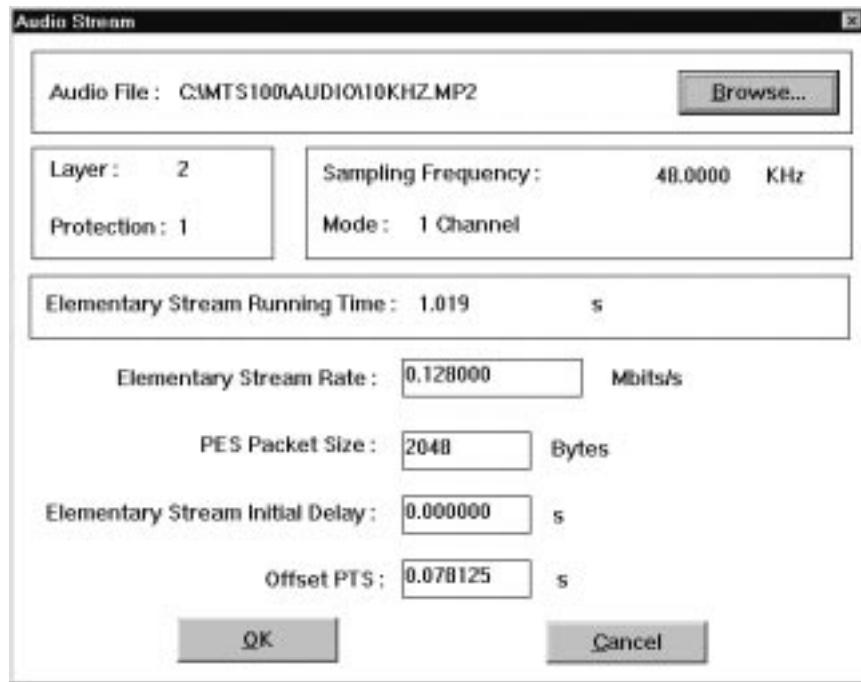 Audio Stream
Audio File : C:\MTS100\AUDIO\10KHZ.MP2 Browse...
Layer : 2
Protection : 1
Sampling Frequency : 48.0000 KHz
Mode : 1 Channel
Elementary Stream Running Time : 1.019 s
Elementary Stream Rate : 0.128000 Mbits/s
PES Packet Size : 2048 Bytes
Elementary Stream Initial Delay : 0.000000 s
Offset PTS : 0.078125 s
OK Cancel